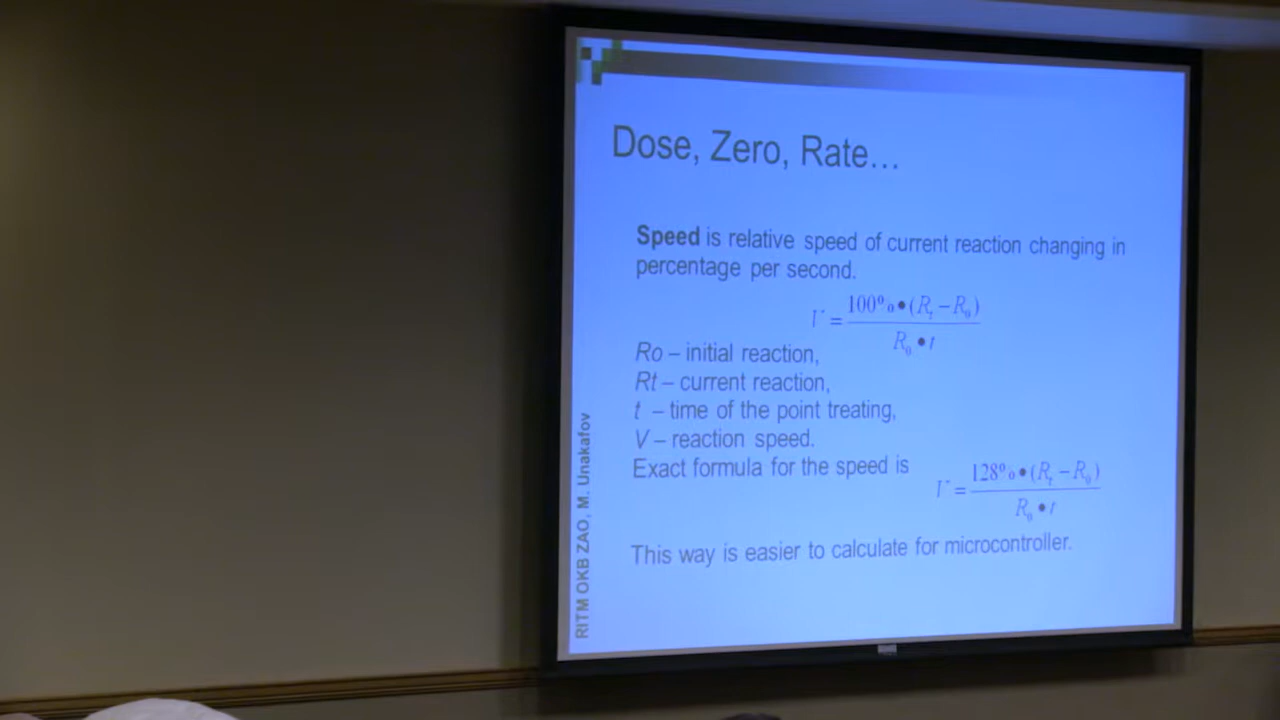 Dose, Zero, Rate…
Speed is relative speed of current reaction changing in
percentage per second.
V = 100% • (Rt – R0)
R0 • t
Ro – initial reaction,
Rt – current reaction,
t – time of the point treating,
V – reaction speed.
Exact formula for the speed is
V = 128% • (Rt – R0)
R0 • t
This way is easier to calculate for microcontroller.
RITM OKB ZAO, M. Unakafov